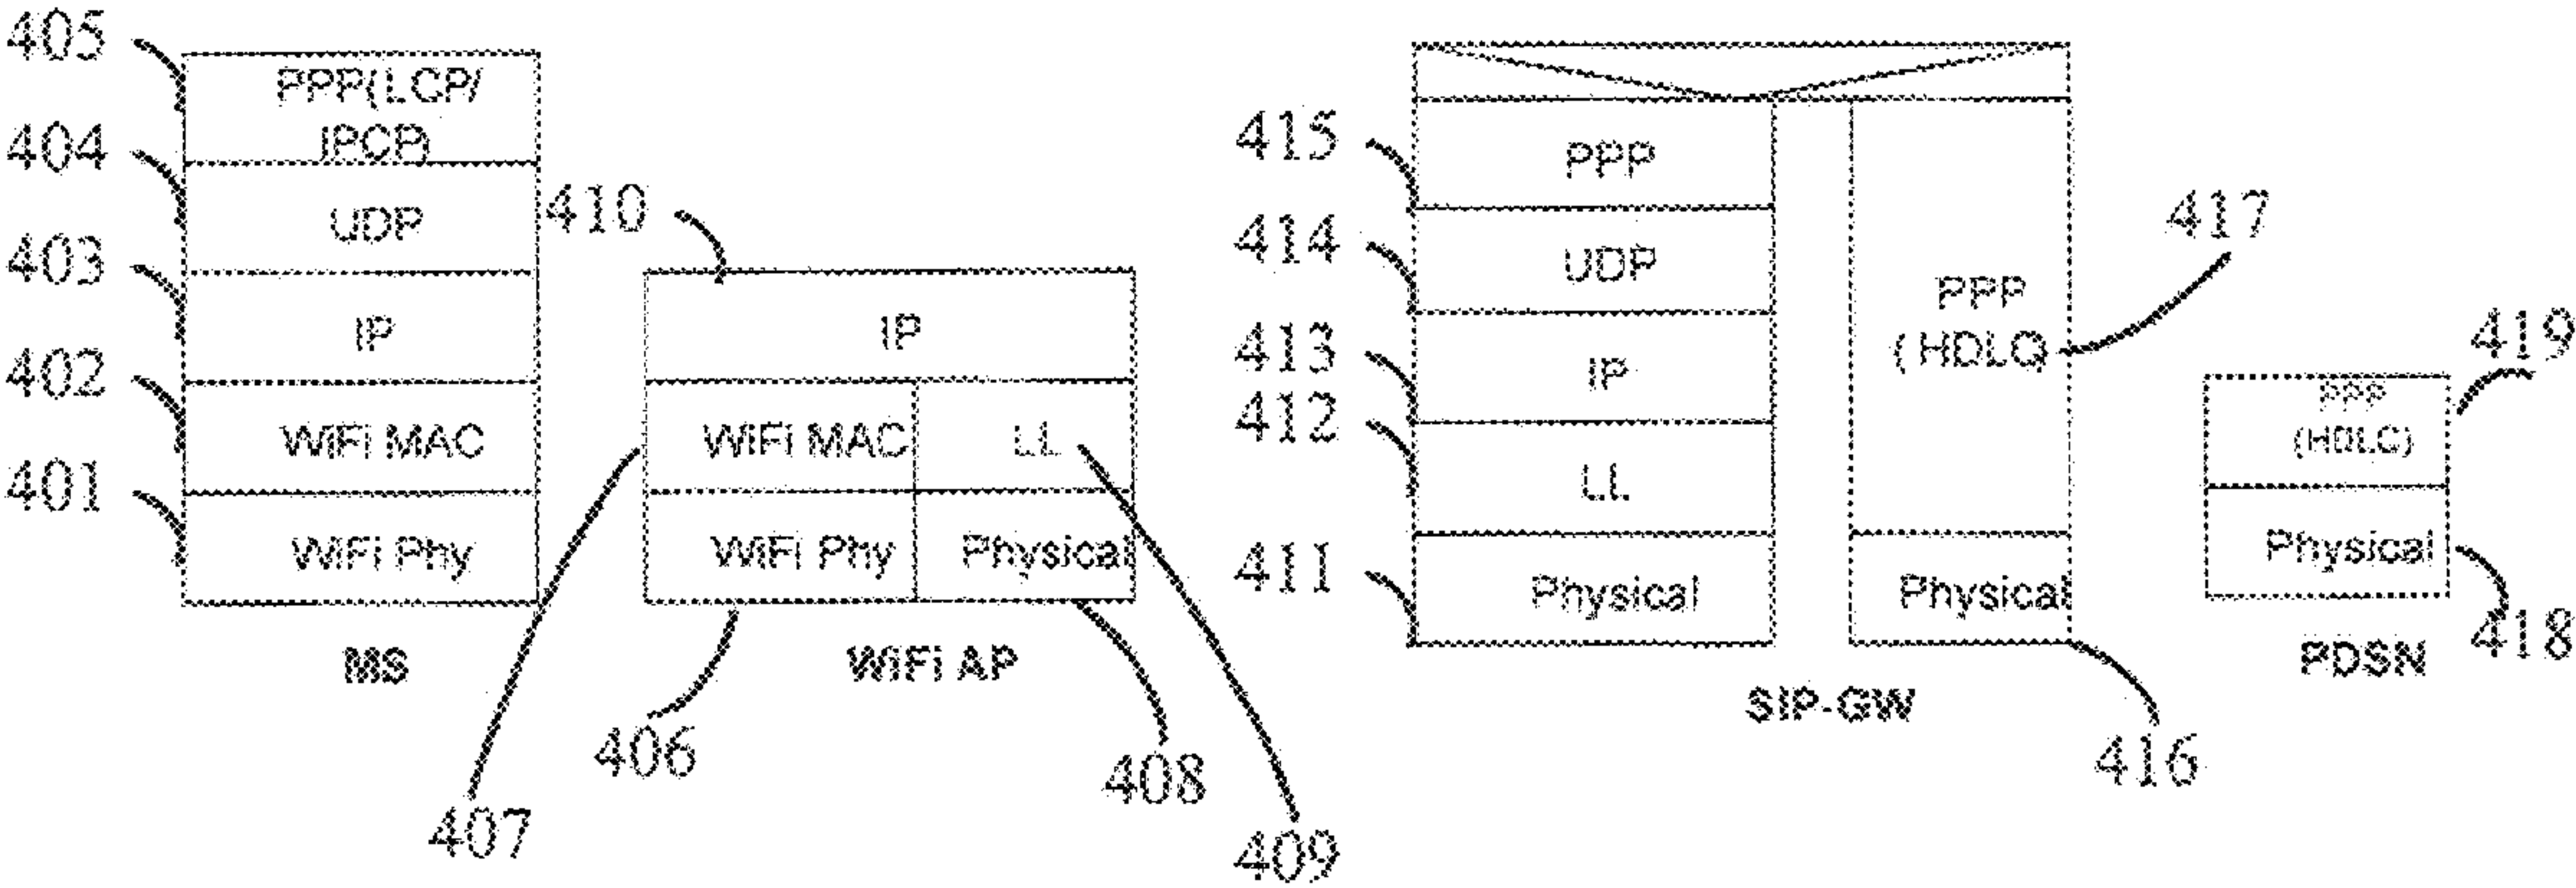 405
PPP(LCP/
IPCP)
404
UDP
403
IP
402
WiFi MAC
401
WiFi Phy
MS
410
IP
WiFi MAC
LL
WiFi Phy
Physical
WiFi AP
407
406
408
409
415
PPP
414
UDP
413
IP
412
LL
411
Physical
PPP
(HDLC)
417
Physical
416
SIP-GW
419
PPP
(HDLC)
Physical
418
PDSN